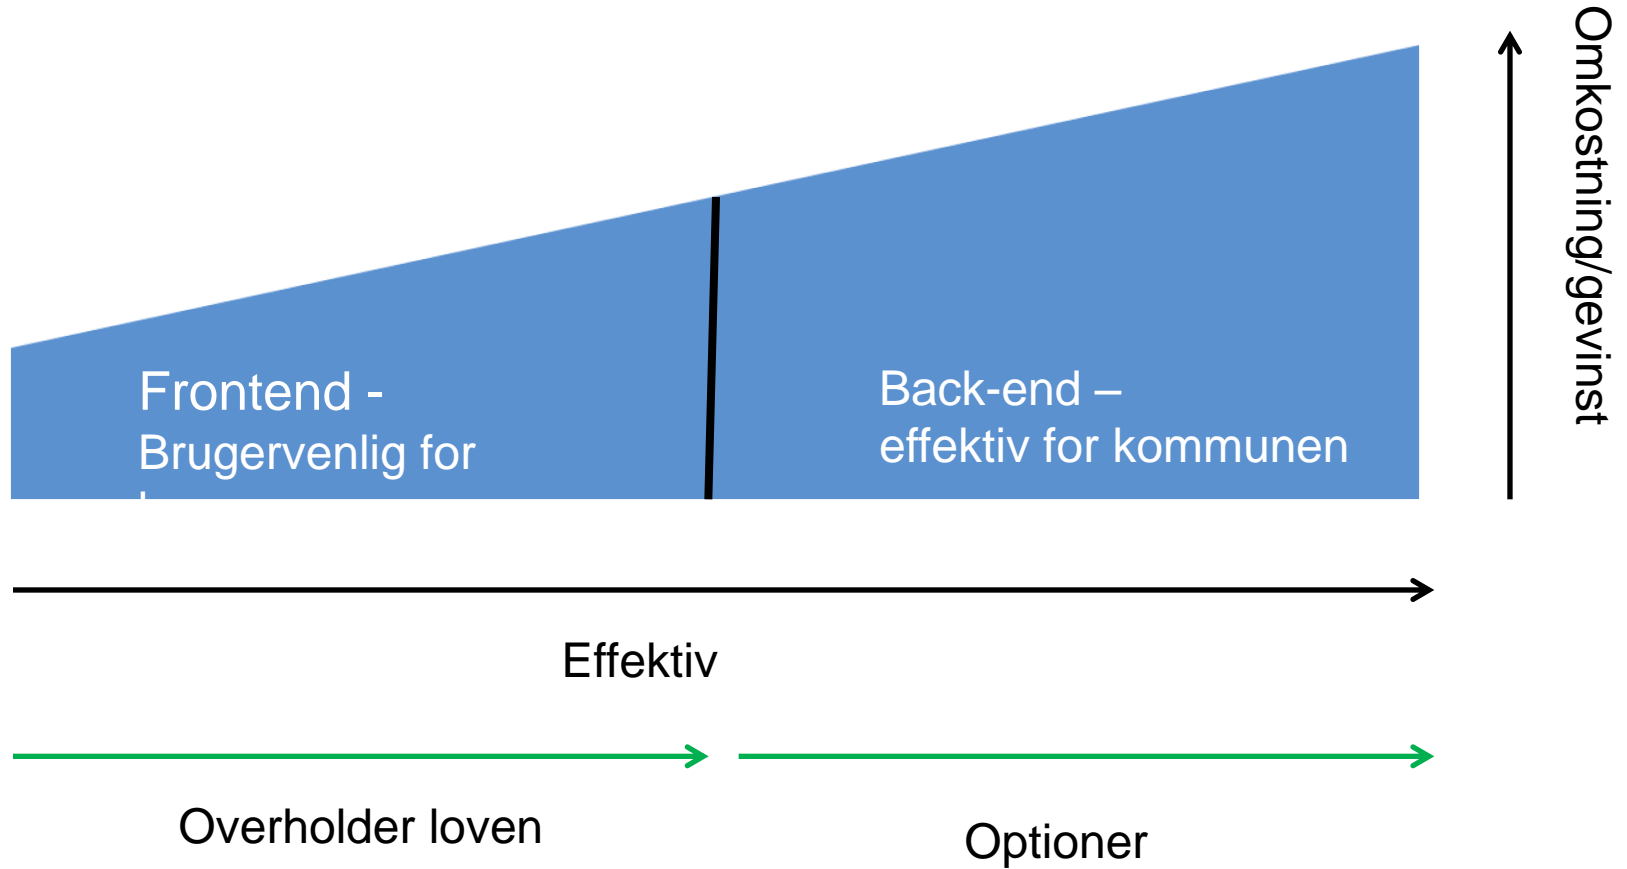 Omkostning/gevinst
Frontend -
Brugervenlig for
Back-end –
effektiv for kommunen
Effektiv
Overholder loven
Optioner